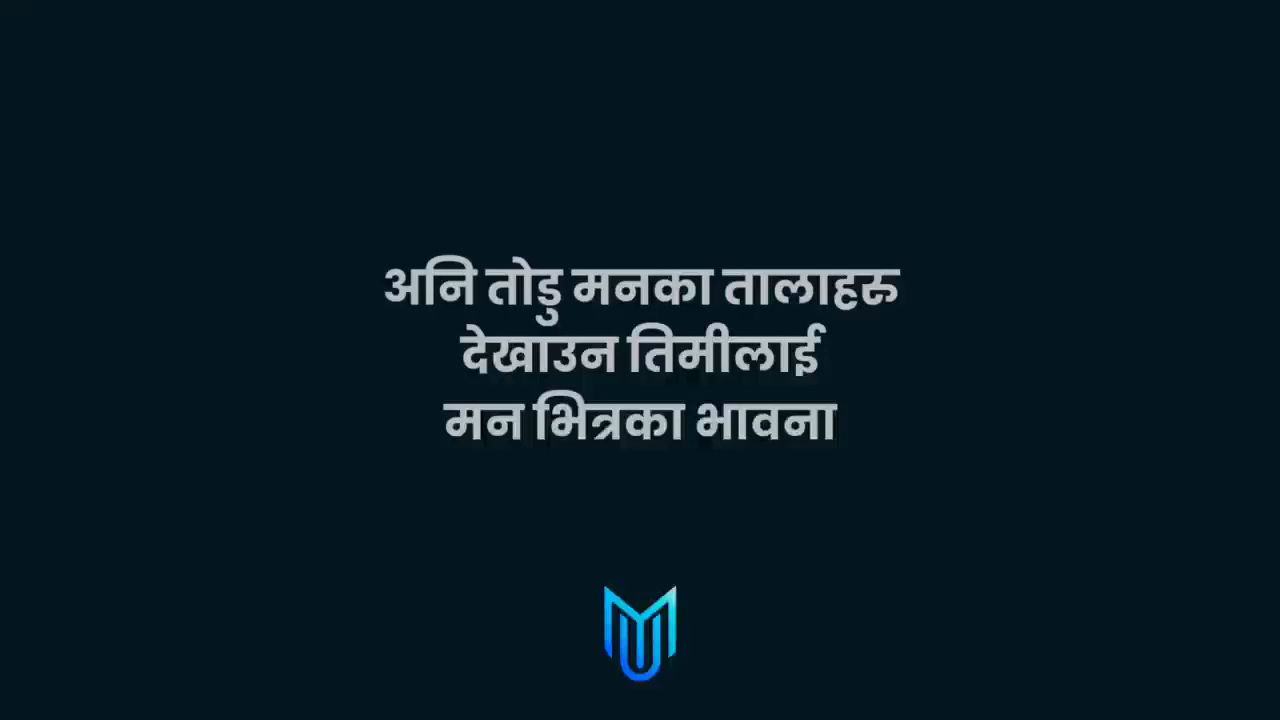 अनि तोडु मनका तालाहरु
देखाउन तिमीलाई
मन भित्रका भावना